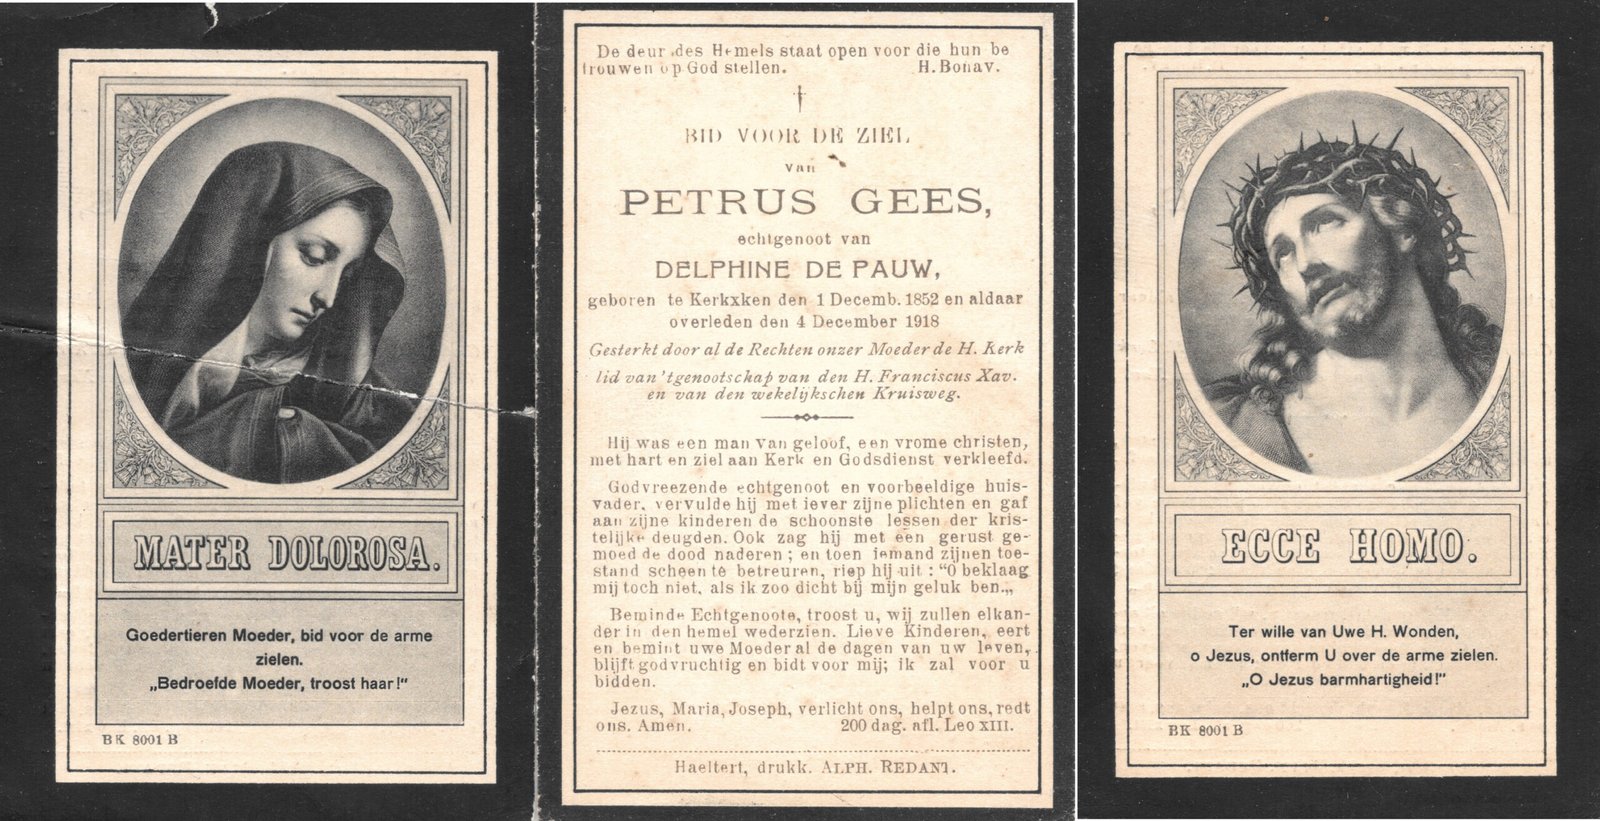 MATER DOLOROSA.
Goedertieren Moeder, bid voor de arme
zielen.
„Bedroefde Moeder, troost haar!"
BK 8001 B
De deur des Hemels staat open voor die hun be
trouwen op God stellen. H. Bonav.
†
BID VOOR DE ZIEL
van
PETRUS GEES,
echtgenoot van
DELPHINE DE PAUW,
geboren te Kerkxken den 1 Decemb. 1852 en aldaar
overleden den 4 December 1918
Gesterkt door al de Rechten onzer Moeder de H. Kerk
lid van 'tgenootschap van den H. Franciscus Xav.
en van den wekelijkschen Kruisweg.
Hij was een man van geloof, een vrome christen,
met hart en ziel aan Kerk en Godsdienst verkleefd.
Godvreezende echtgenoot en voorbeeldige huis-
vader, vervulde hij met iever zijne plichten en gaf
aan zijne kinderen de schoonste lessen der kris-
telijke deugden. Ook zag hij met een gerust ge-
moed de dood naderen ; en toen iemand zijnen toe-
stand scheen te betreuren, riep hij uit : "O beklaag
mij toch niet, als ik zoo dicht bij mijn geluk ben.„
Beminde Echtgenoote, troost u, wij zullen elkan-
der in den hemel wederzien. Lieve Kinderen, eert
en bemint uwe Moeder al de dagen van uw leven,
blijft godvruchtig en bidt voor mij; ik zal voor u
bidden.
Jezus, Maria, Joseph, verlicht ons, helpt ons, redt
ons. Amen. 200 dag. afl. Leo XIII.
Haeltert, drukk. ALPH. REDANT.
ECCE HOMO.
Ter wille van Uwe H. Wonden,
o Jezus, ontferm U over de arme zielen.
„O Jezus barmhartigheid!"
BK 8001 B